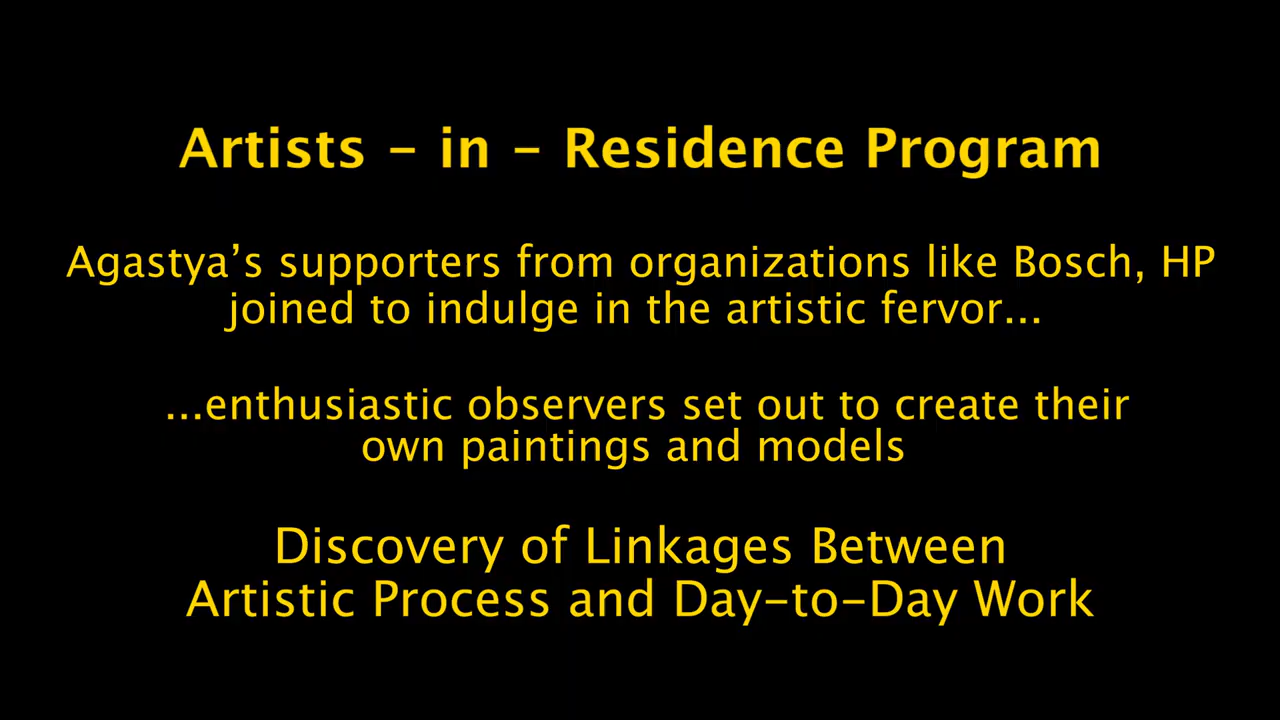 Artists - in - Residence Program
Agastya’s supporters from organizations like Bosch, HP
joined to indulge in the artistic fervor...
...enthusiastic observers set out to create their
own paintings and models
Discovery of Linkages Between
Artistic Process and Day-to-Day Work